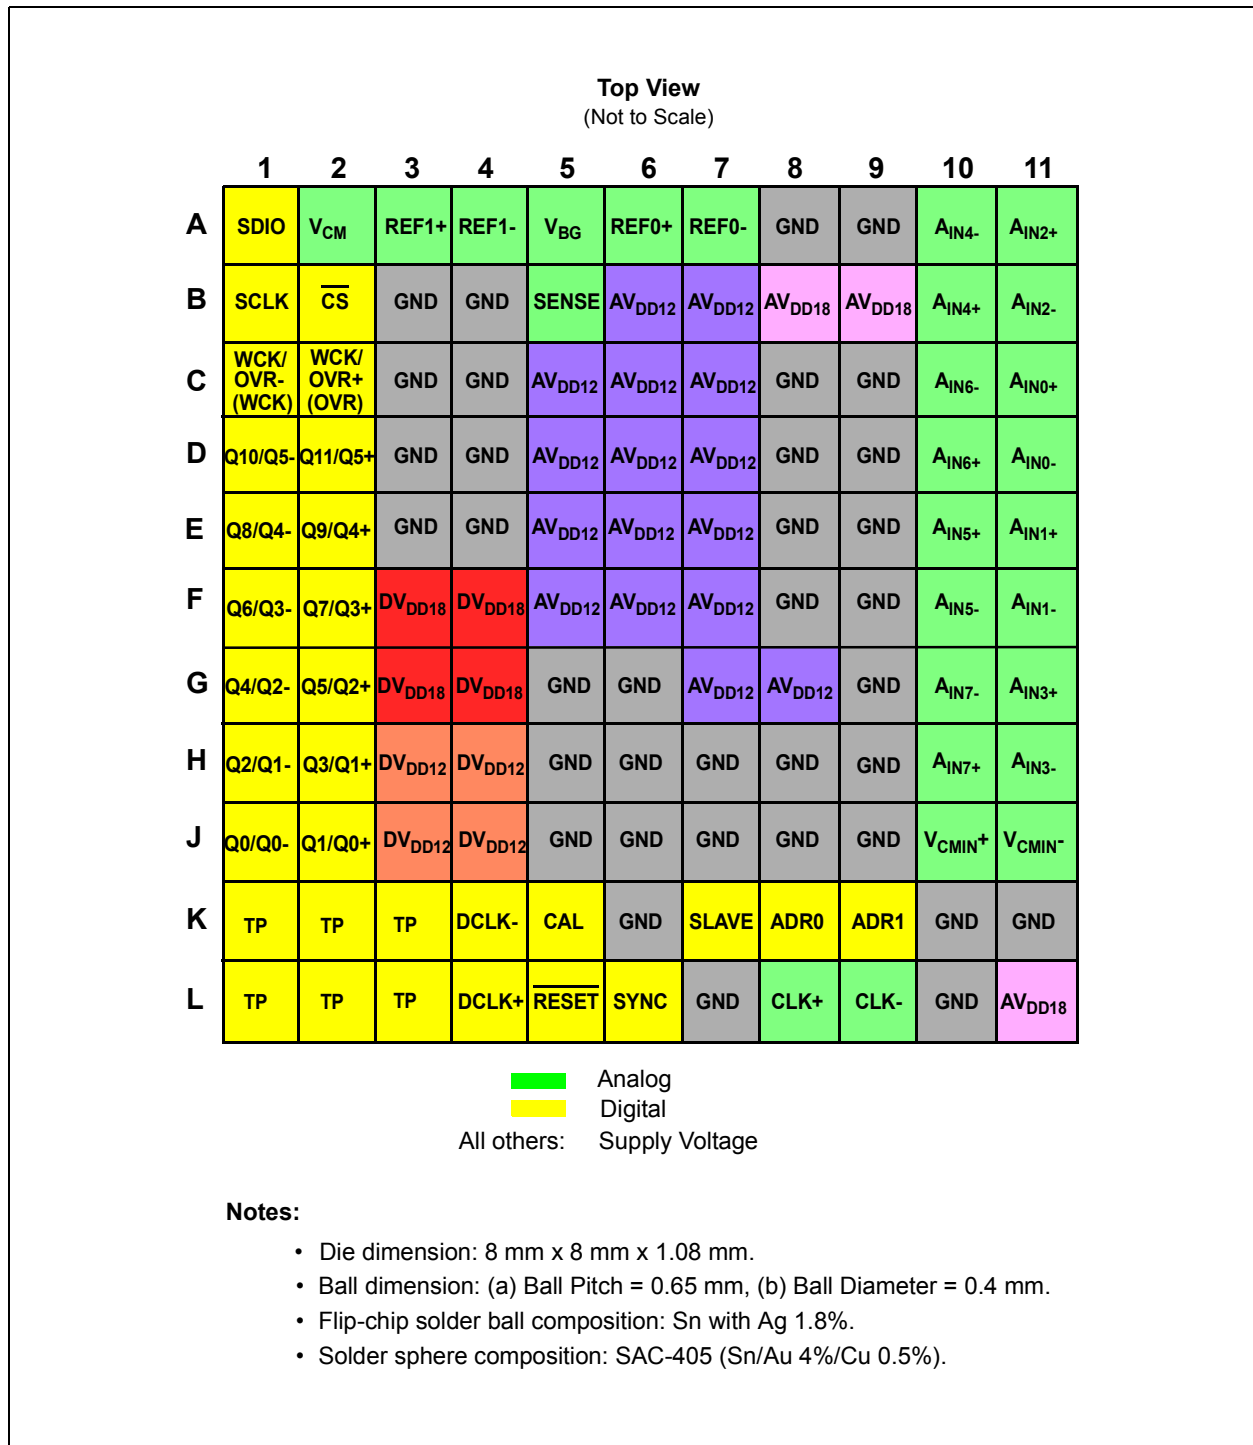 Top View
(Not to Scale)
1 2 3 4 5 6 7 8 9 10 11
A SDIO VCM REF1+ REF1- VBG REF0+ REF0- GND GND AIN4- AIN2+
B SCLK CS GND GND SENSE AVDD12 AVDD12 AVDD18 AVDD18 AIN4+ AIN2-
C WCK/OVR-(WCK) WCK/OVR+(OVR) GND GND AVDD12 AVDD12 AVDD12 GND GND AIN6- AIN0+
D Q10/Q5- Q11/Q5+ GND GND AVDD12 AVDD12 AVDD12 GND GND AIN6+ AIN0-
E Q8/Q4- Q9/Q4+ GND GND AVDD12 AVDD12 AVDD12 GND GND AIN5+ AIN1+
F Q6/Q3- Q7/Q3+ DVDD18 DVDD18 AVDD12 AVDD12 AVDD12 GND GND AIN5- AIN1-
G Q4/Q2- Q5/Q2+ DVDD18 DVDD18 GND GND AVDD12 AVDD12 GND AIN7- AIN3+
H Q2/Q1- Q3/Q1+ DVDD12 DVDD12 GND GND GND GND GND AIN7+ AIN3-
J Q0/Q0- Q1/Q0+ DVDD12 DVDD12 GND GND GND GND GND VCMIN+ VCMIN-
K TP TP TP DCLK- CAL GND SLAVE ADR0 ADR1 GND GND
L TP TP TP DCLK+ RESET SYNC GND CLK+ CLK- GND AVDD18
Analog
Digital
All others: Supply Voltage
Notes:
• Die dimension: 8 mm x 8 mm x 1.08 mm.
• Ball dimension: (a) Ball Pitch = 0.65 mm, (b) Ball Diameter = 0.4 mm.
• Flip-chip solder ball composition: Sn with Ag 1.8%.
• Solder sphere composition: SAC-405 (Sn/Au 4%/Cu 0.5%).